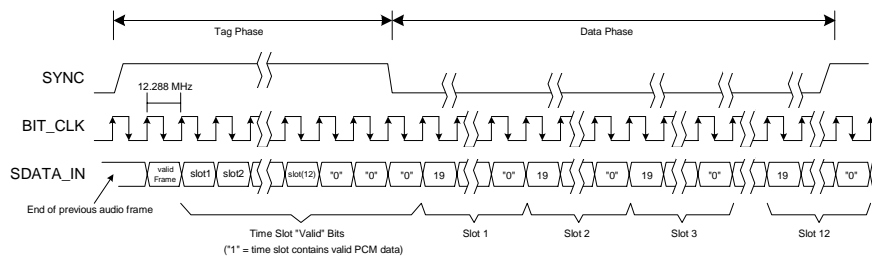 Tag Phase
Data Phase
SYNC
12.288 MHz
BIT_CLK
SDATA_IN
valid
Frame
slot1
slot2
slot(12)
"0"
"0"
"0"
19
"0"
19
"0"
19
"0"
19
"0"
End of previous audio frame
Time Slot "Valid" Bits
("1" = time slot contains valid PCM data)
Slot 1
Slot 2
Slot 3
Slot 12